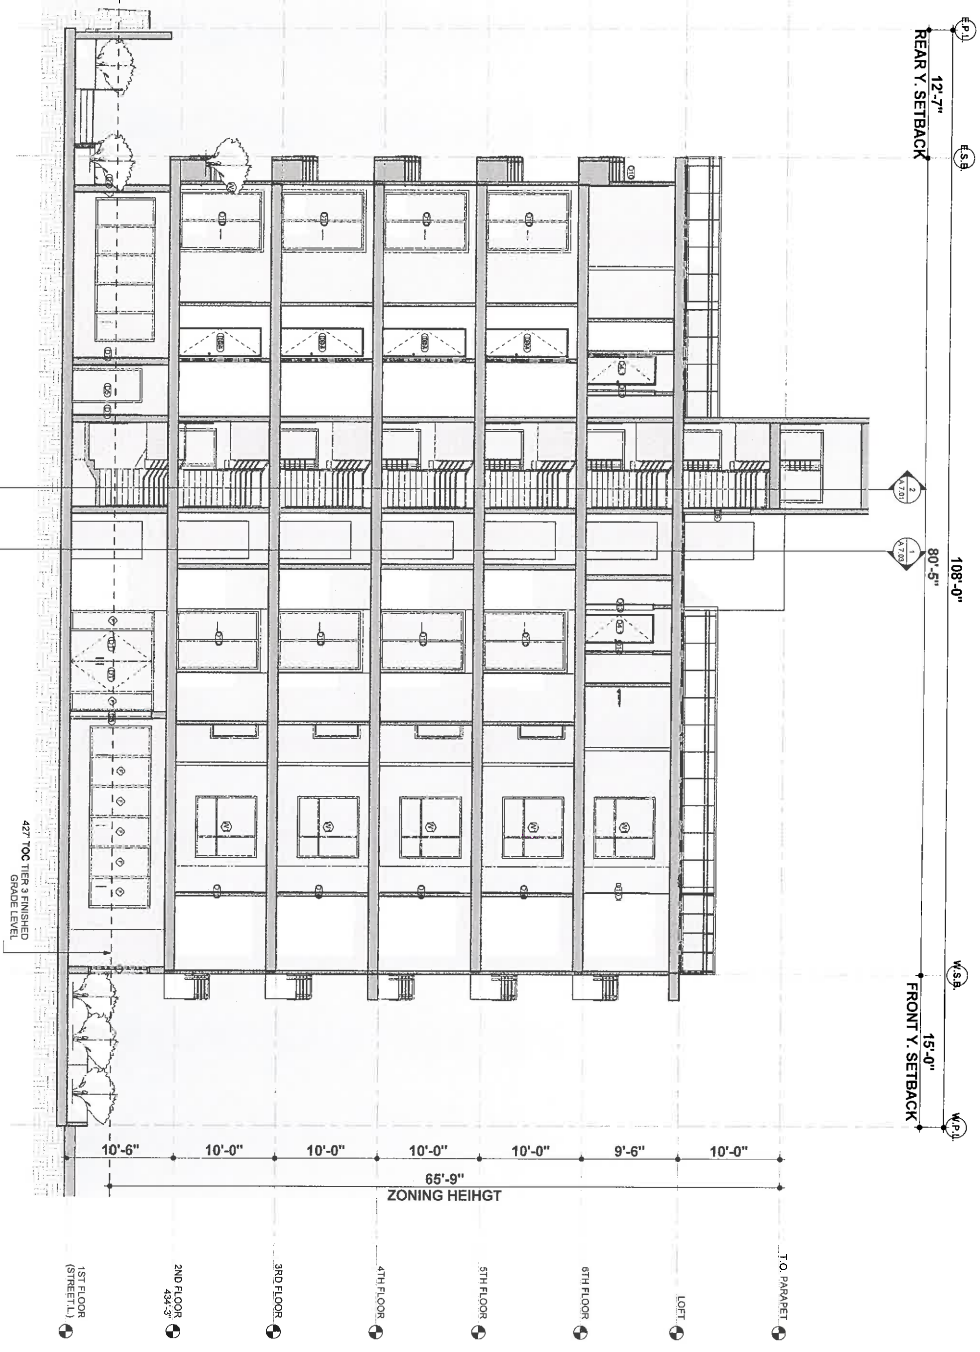 E.P.L.
E.S.B.
W.S.B.
W.P.L.
108'-0"
12'-7"
80'-5"
15'-0"
REAR Y. SETBACK
FRONT Y. SETBACK
2
A 7.01
1
A 7.03
T.O. PARAPET
LOFT
6TH FLOOR
5TH FLOOR
4TH FLOOR
3RD FLOOR
2ND FLOOR
434'-3"
1ST FLOOR
(STREET L.)
10'-6"
10'-0"
10'-0"
10'-0"
10'-0"
9'-6"
10'-0"
65'-9"
ZONING HEIHGT
427' TOC TIER 3 FINISHED
GRADE LEVEL